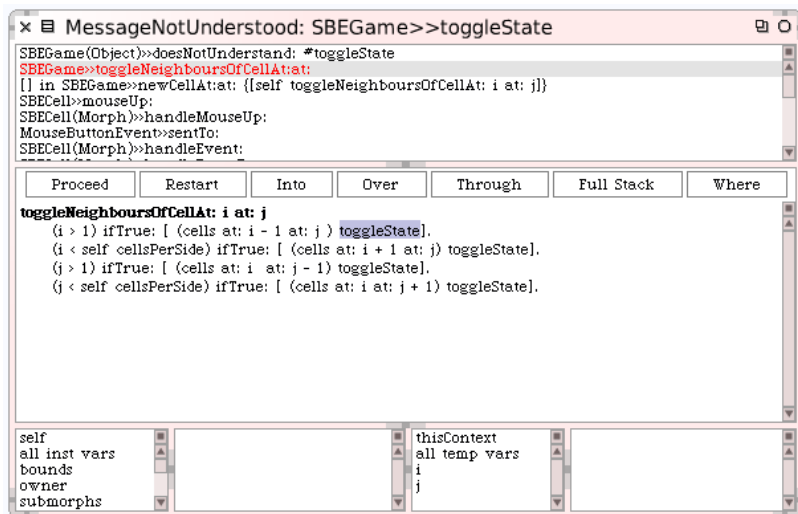 MessageNotUnderstood: SBEGame>>toggleState
SBEGame(Object)»doesNotUnderstand: #toggleState
SBEGame»toggleNeighboursOfCellAt:at:
[] in SBEGame»newCellAt:at: {[self toggleNeighboursOfCellAt: i at: j]}
SBECell»mouseUp:
SBECell(Morph)»handleMouseUp:
MouseButtonEvent»sentTo:
SBECell(Morph)»handleEvent:
Proceed Restart Into Over Through Full Stack Where
toggleNeighboursOfCellAt: i at: j
(i > 1) ifTrue: [ (cells at: i - 1 at: j ) toggleState].
(i < self cellsPerSide) ifTrue: [ (cells at: i + 1 at: j) toggleState].
(j > 1) ifTrue: [ (cells at: i at: j - 1) toggleState].
(j < self cellsPerSide) ifTrue: [ (cells at: i at: j + 1) toggleState].
self thisContext
all inst vars all temp vars
bounds i
owner j
submorphs